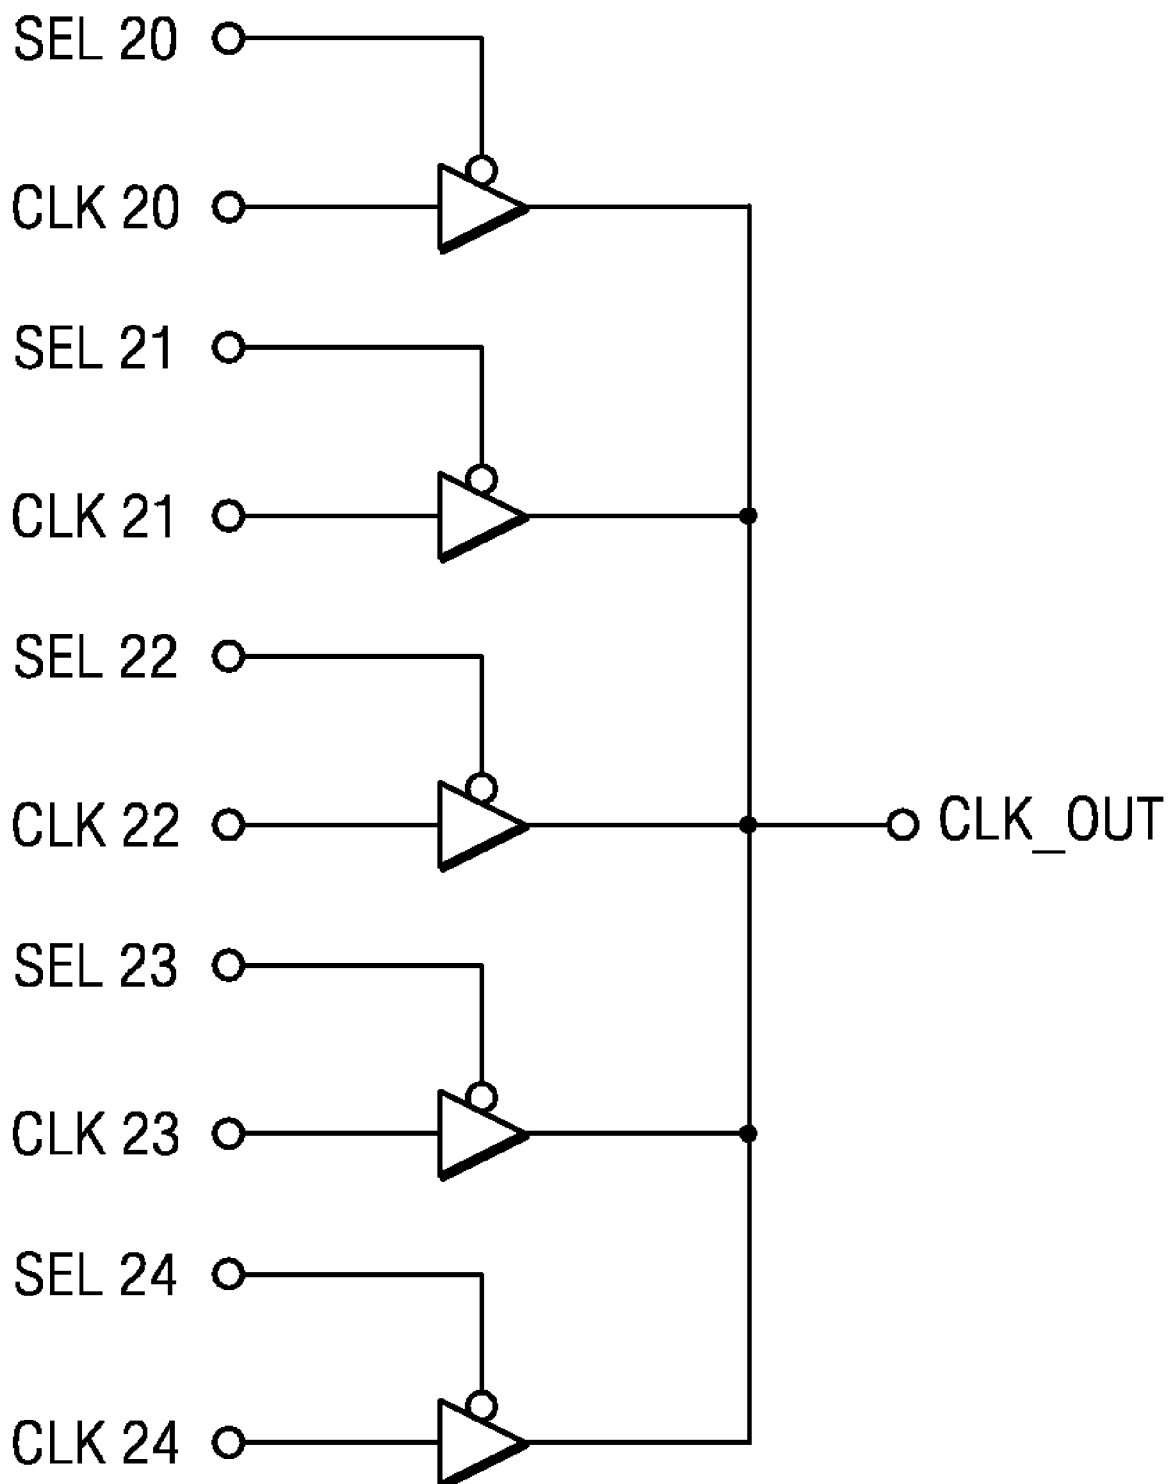 SEL 20
CLK 20
SEL 21
CLK 21
SEL 22
CLK 22
CLK_OUT
SEL 23
CLK 23
SEL 24
CLK 24